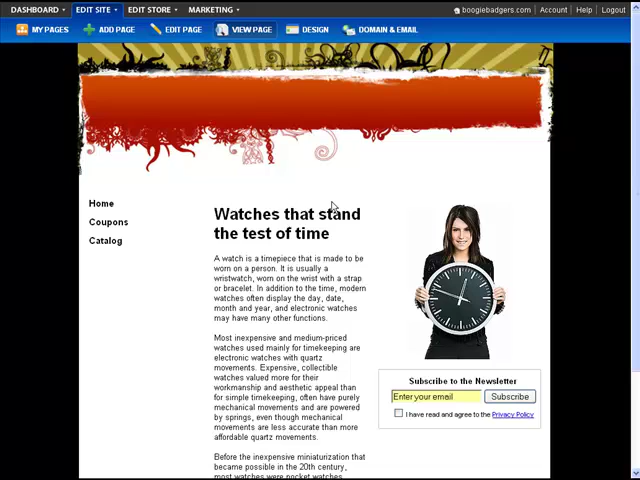 DASHBOARD EDIT SITE EDIT STORE MARKETING boogiebadgers.com Account Help Logout
MY PAGES ADD PAGE EDIT PAGE VIEW PAGE DESIGN DOMAIN & EMAIL
Home
Coupons
Catalog
Watches that stand
the test of time
A watch is a timepiece that is made to be
worn on a person. It is usually a
wristwatch, worn on the wrist with a strap
or bracelet. In addition to the time, modern
watches often display the day, date,
month and year, and electronic watches
may have many other functions.
Most inexpensive and medium-priced
watches used mainly for timekeeping are
electronic watches with quartz
movements. Expensive, collectible
watches valued more for their
workmanship and aesthetic appeal than
for simple timekeeping, often have purely
mechanical movements and are powered
by springs, even though mechanical
movements are less accurate than more
affordable quartz movements.
Before the inexpensive miniaturization that
became possible in the 20th century,
most watches were pocket watches,
Subscribe to the Newsletter
Enter your email Subscribe
I have read and agree to the Privacy Policy